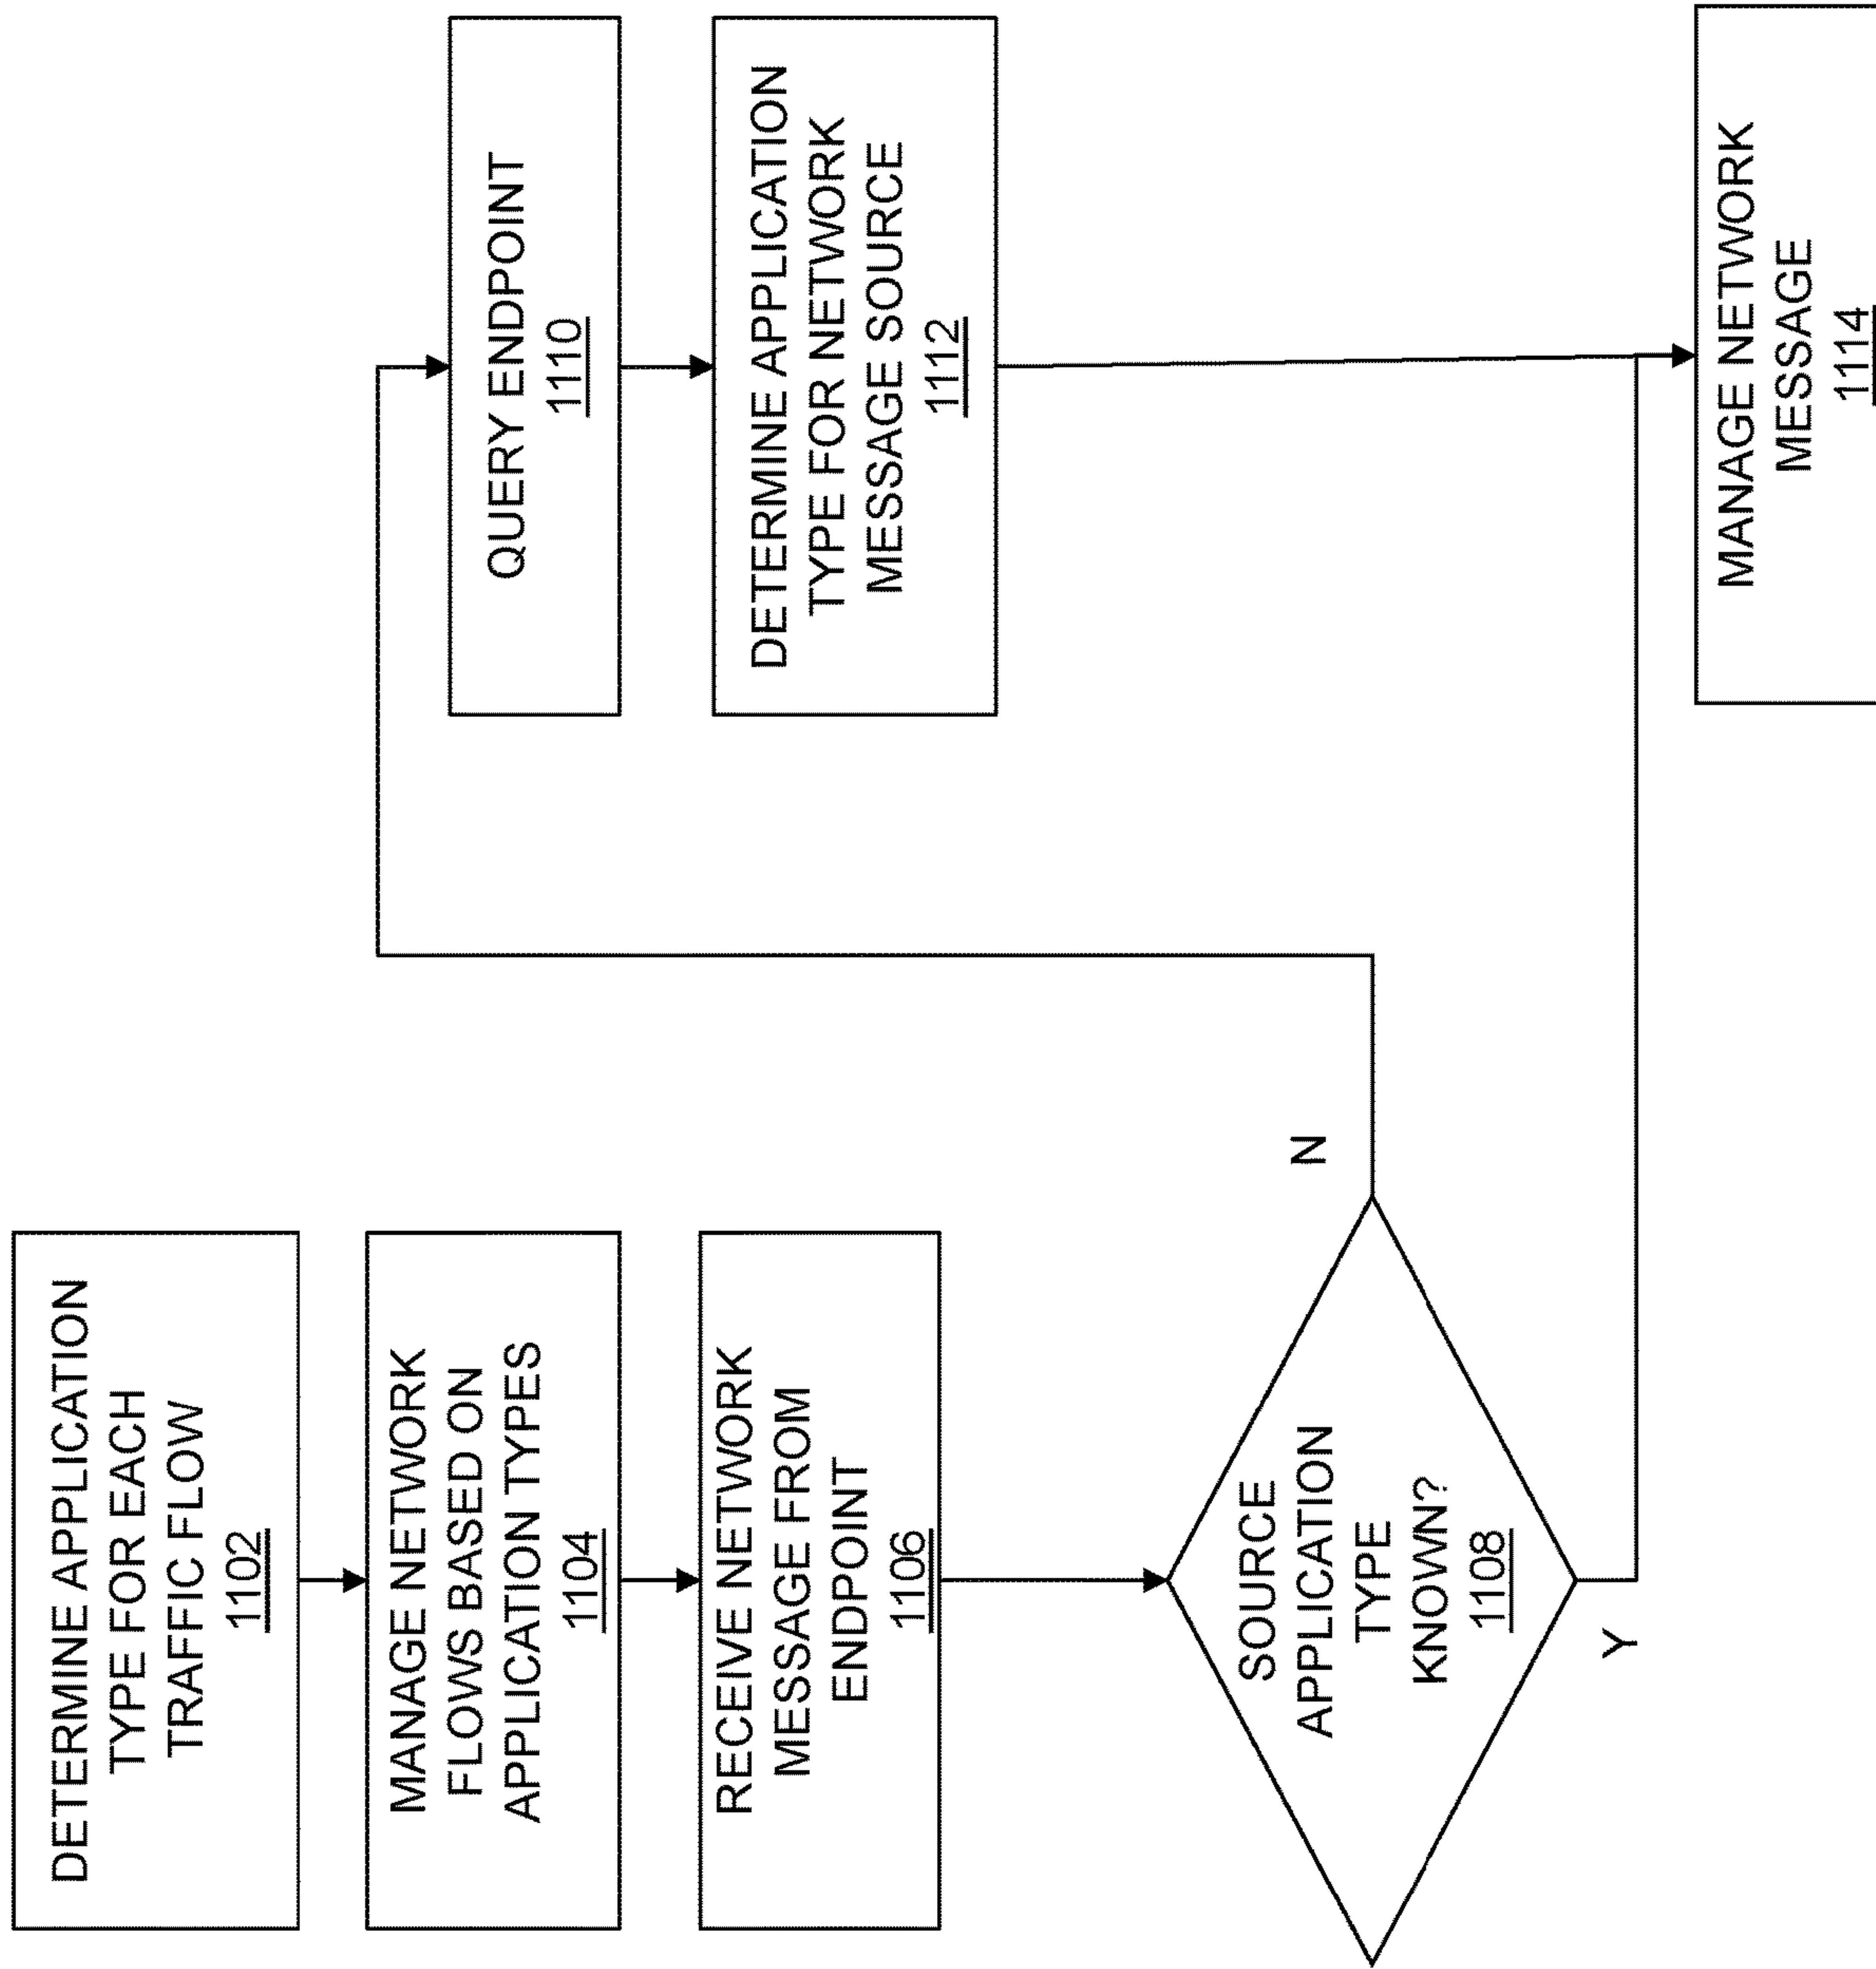 DETERMINE APPLICATION
TYPE FOR EACH
TRAFFIC FLOW
1102
MANAGE NETWORK
FLOWS BASED ON
APPLICATION TYPES
1104
RECEIVE NETWORK
MESSAGE FROM
ENDPOINT
1106
SOURCE
APPLICATION
TYPE
KNOWN?
1108
N
Y
QUERY ENDPOINT
1110
DETERMINE APPLICATION
TYPE FOR NETWORK
MESSAGE SOURCE
1112
MANAGE NETWORK
MESSAGE
1114